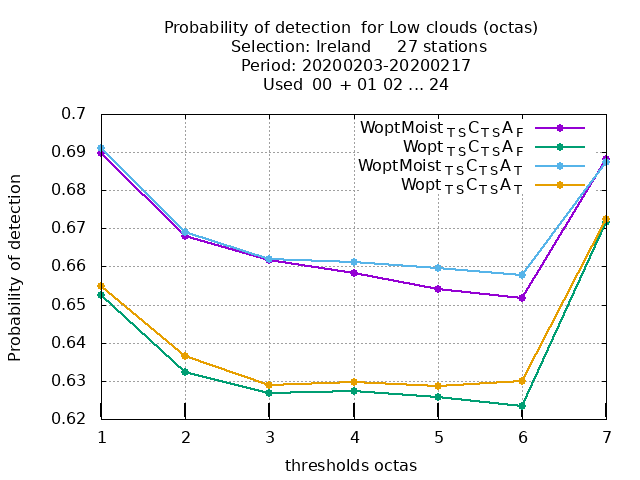 Probability of detection  for Low clouds (octas)
Selection: Ireland     27 stations
Period: 20200203-20200217
Used  00 + 01 02 ... 24
WoptMoist TS C TS A F
Wopt TS C TS A F
WoptMoist TS C TS A T
Wopt TS C TS A T
Probability of detection
0.7
0.69
0.68
0.67
0.66
0.65
0.64
0.63
0.62
1 2 3 4 5 6 7
thresholds octas